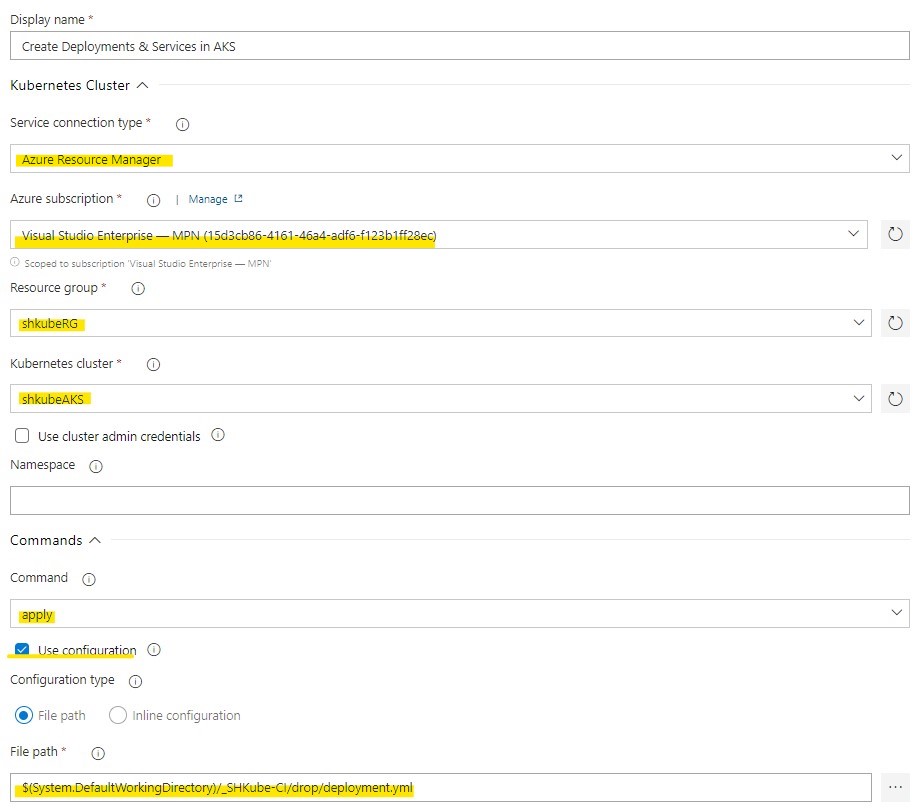 Display name *
Create Deployments & Services in AKS
Kubernetes Cluster
Service connection type *
Azure Resource Manager
Azure subscription * | Manage
Visual Studio Enterprise — MPN (15d3cb86-4161-46a4-adf6-f123b1ff28ec)
Scoped to subscription 'Visual Studio Enterprise — MPN'
Resource group *
shkubeRG
Kubernetes cluster *
shkubeAKS
Use cluster admin credentials
Namespace
Commands
Command
apply
Use configuration
Configuration type
File path Inline configuration
File path *
$(System.DefaultWorkingDirectory)/_SHKube-CI/drop/deployment.yml